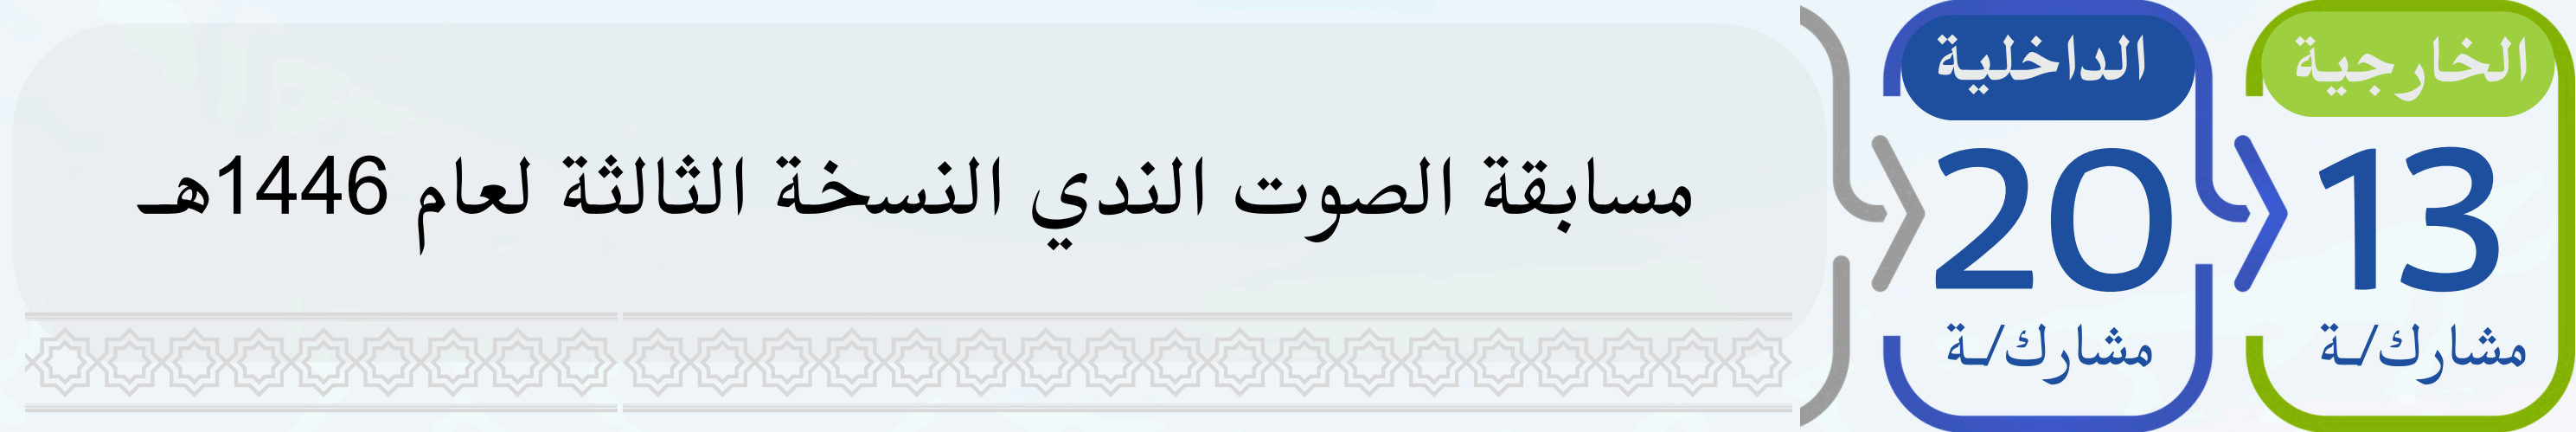 الخارجية
13
مشارك/ـة
الداخلية
20
مشارك/ـة
مسابقة الصوت الندي النسخة الثالثة لعام 1446هـ